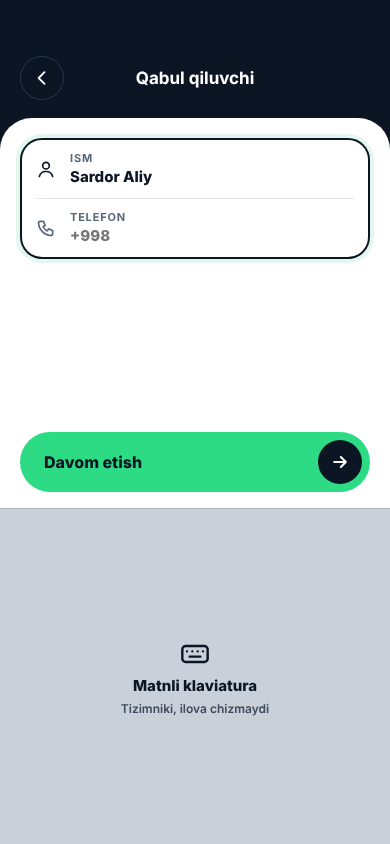 Qabul qiluvchi
ISM
Sardor Aliy
TELEFON
+998
Davom etish
Matnli klaviatura
Tizimniki, ilova chizmaydi